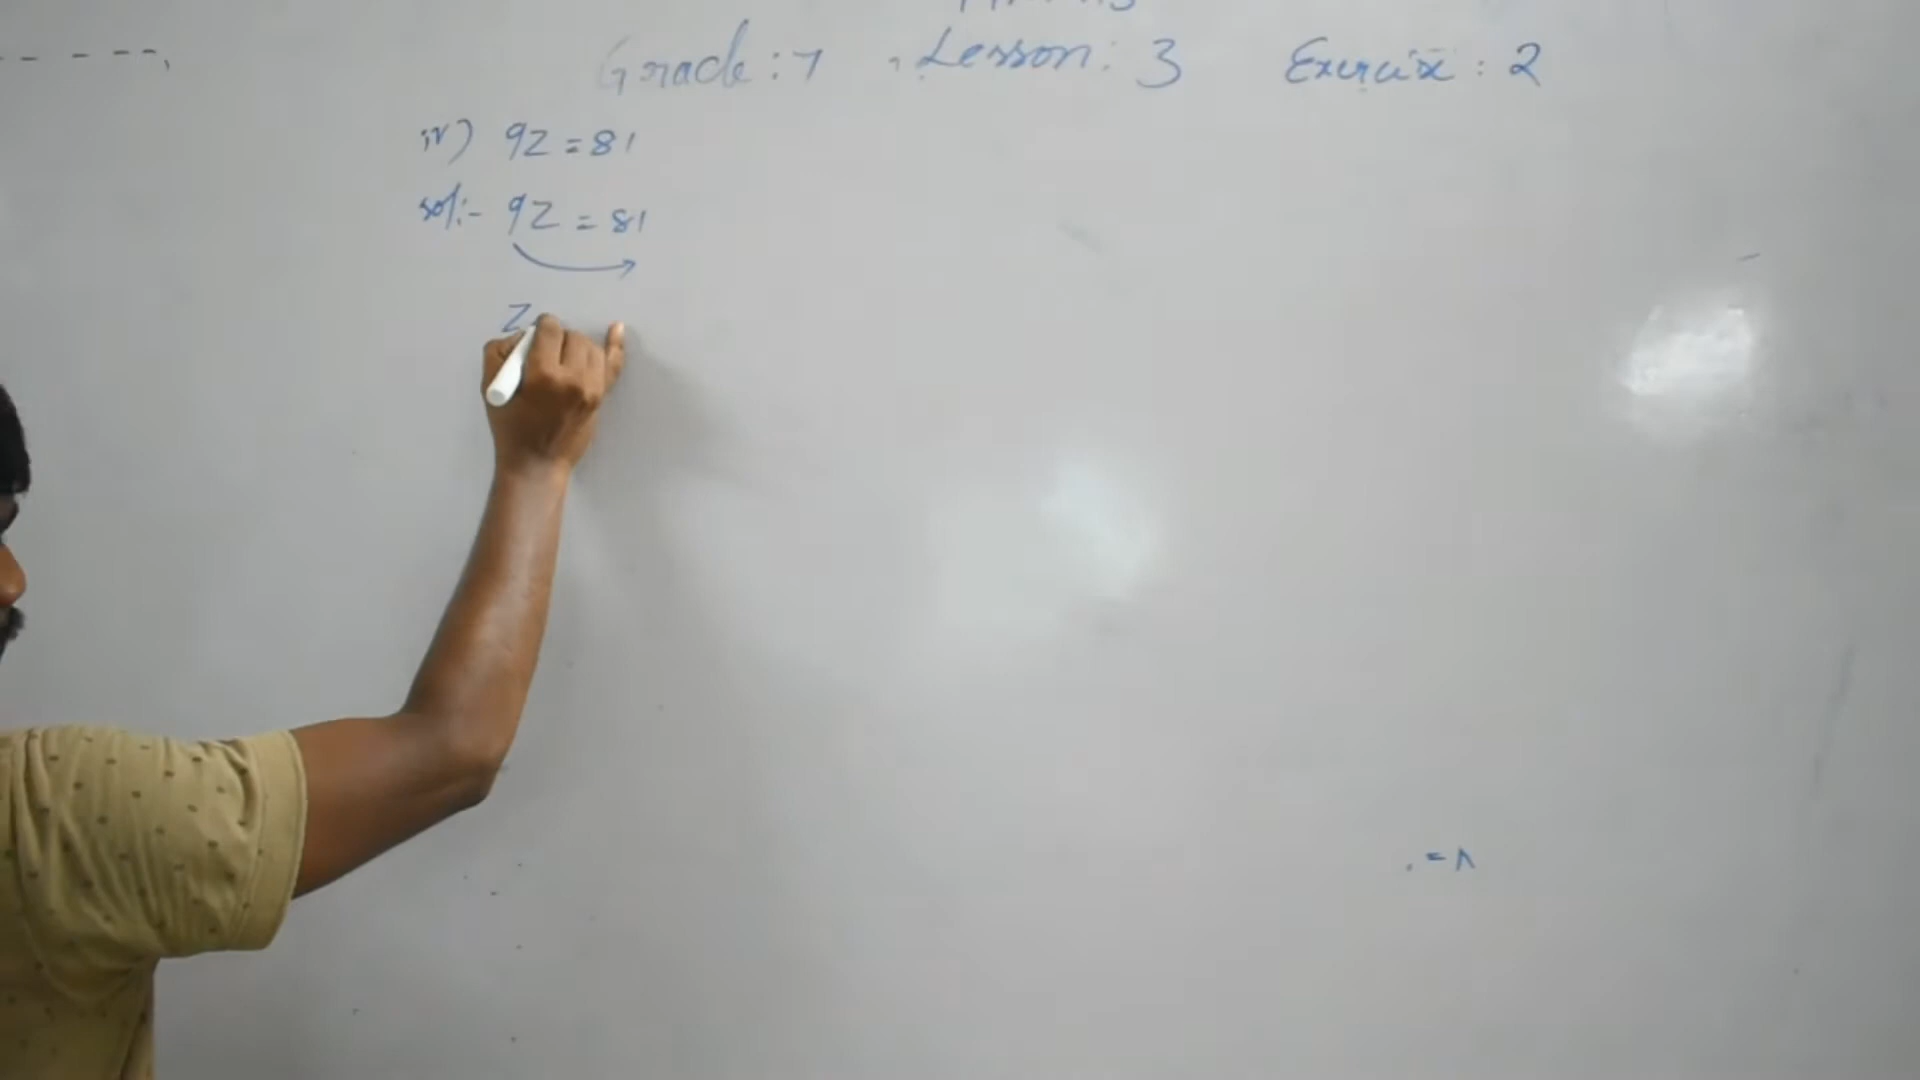 Grade : 7 Lesson : 3 Exercise : 2
iv) 9z = 81
sol:- 9z = 81
z